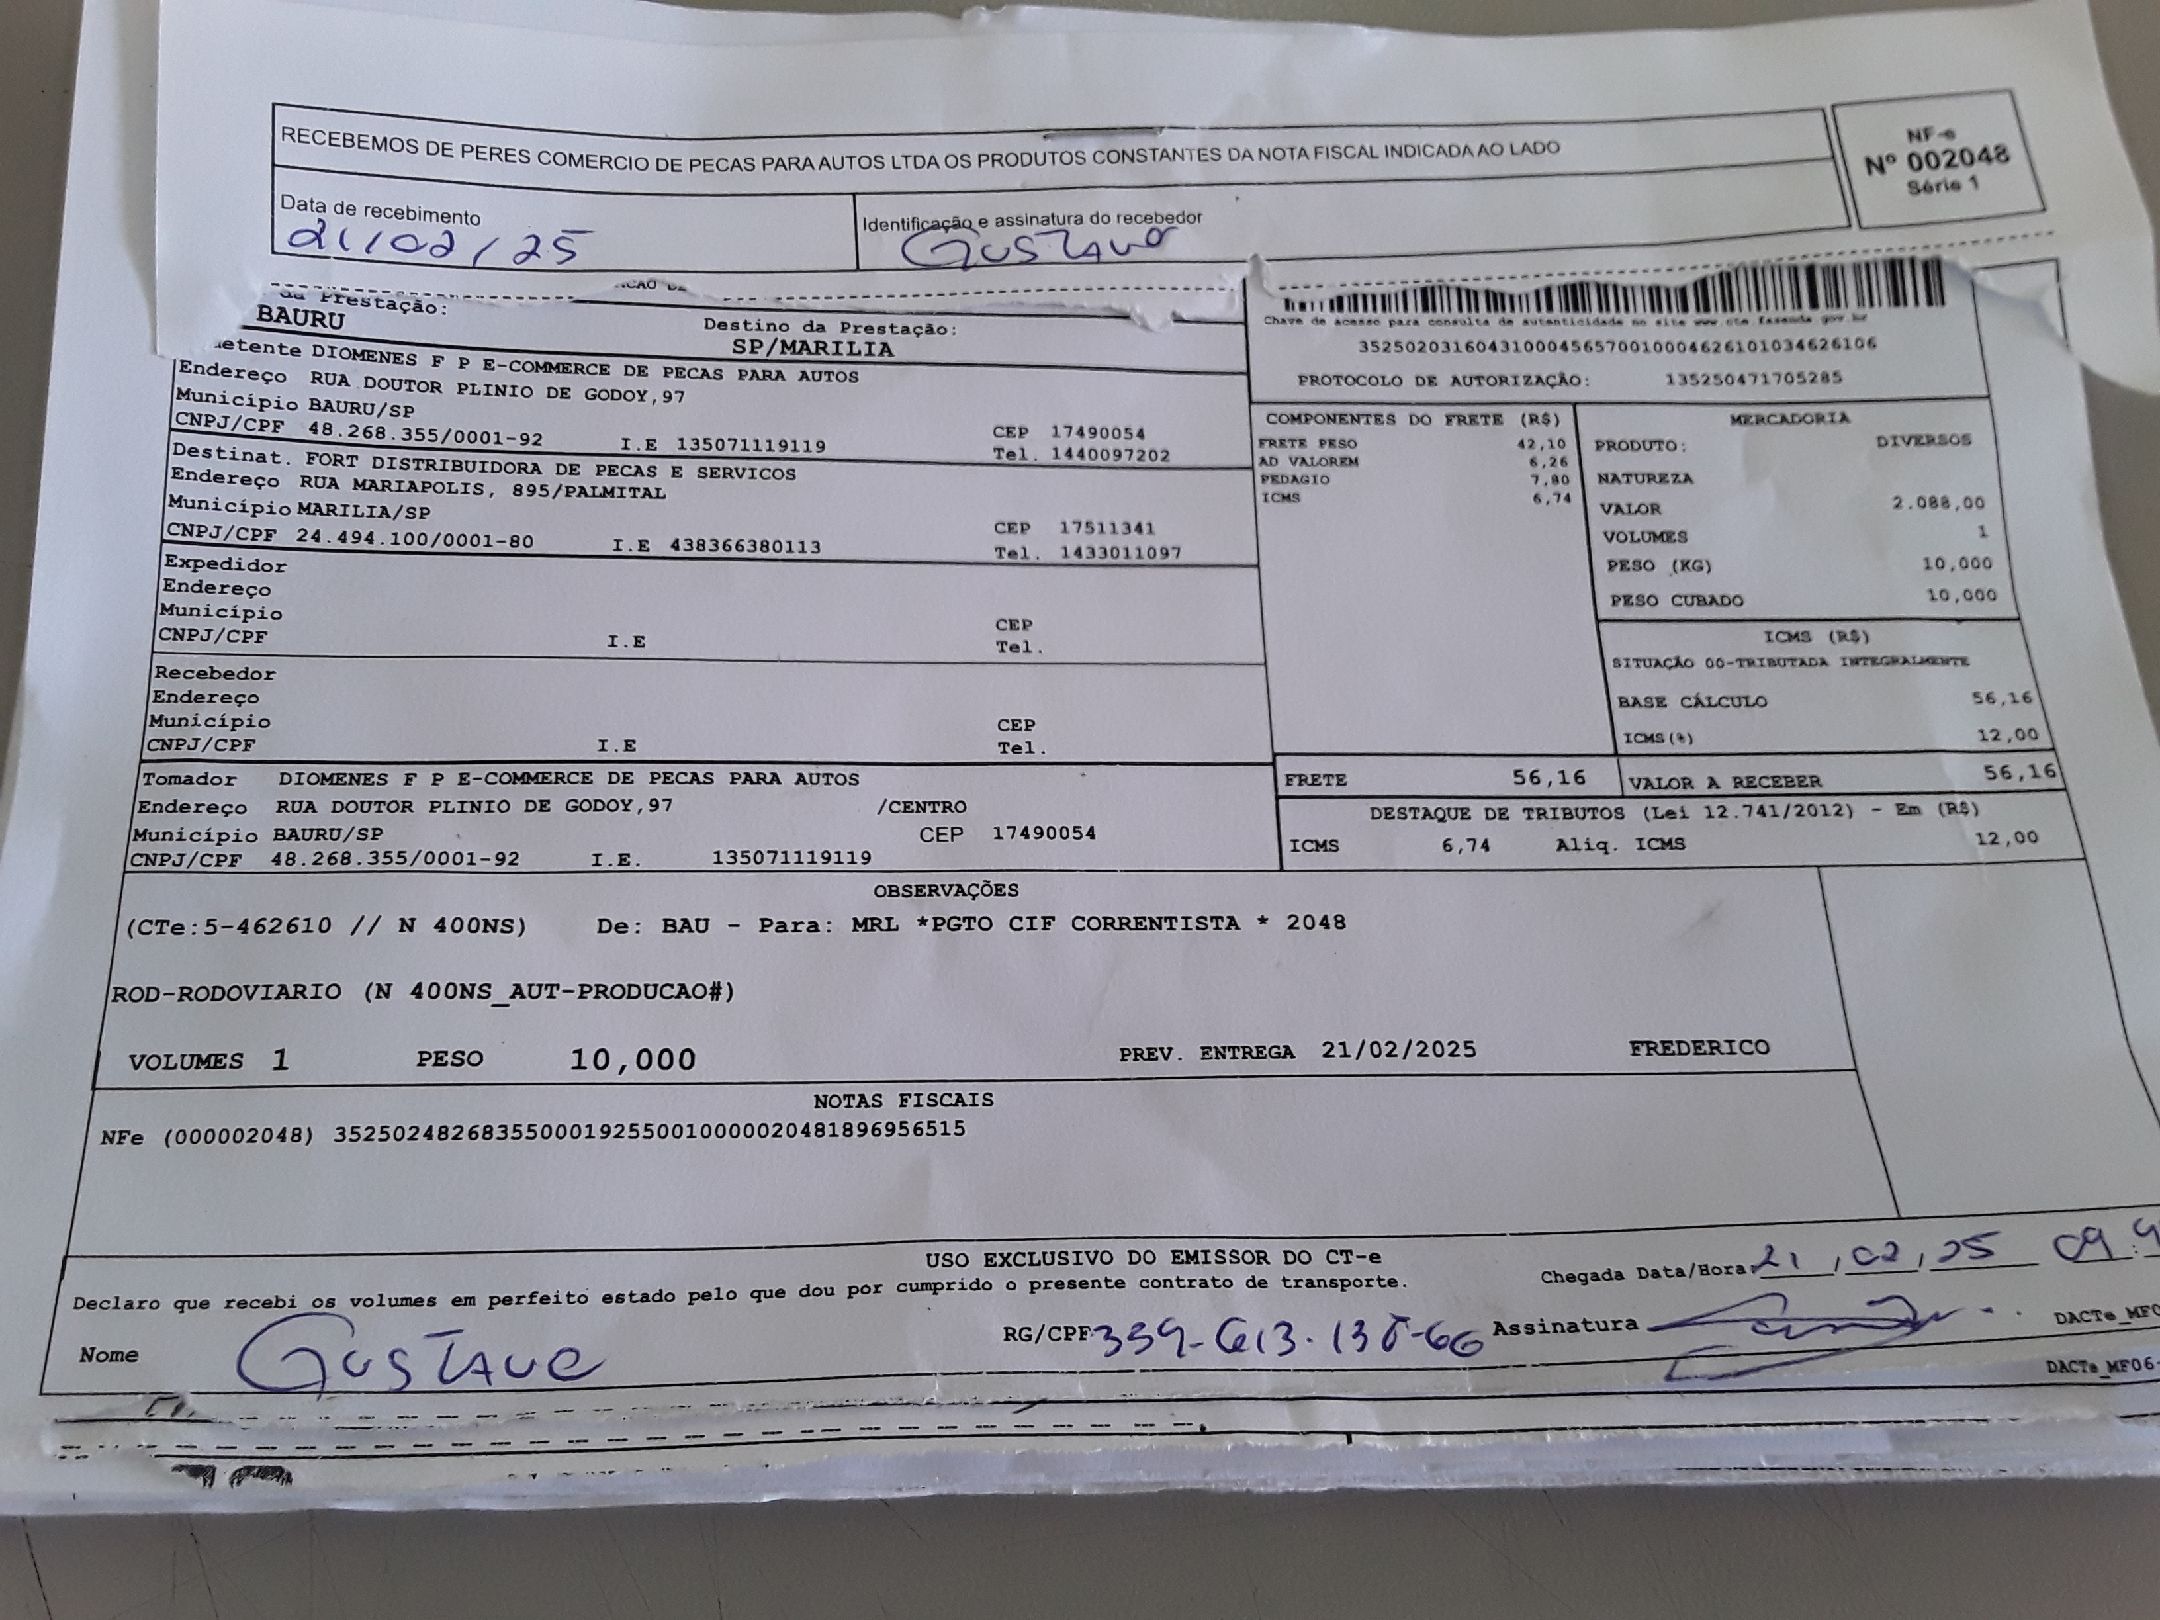 RECEBEMOS DE PERES COMERCIO DE PECAS PARA AUTOS LTDA OS PRODUTOS CONSTANTES DA NOTA FISCAL INDICADA AO LADO
NF-e
Nº 002048
Série 1
Data de recebimento
21/02/25
Identificação e assinatura do recebedor
Gustavo
da Prestação:
BAURU
Destino da Prestação:
SP/MARILIA
Chave de acesso para consulta de autenticidade no site www.cte.fazenda.gov.br
35250203160431000456570010004626101034626106
PROTOCOLO DE AUTORIZAÇÃO: 135250471705285
etente DIOMENES F P E-COMMERCE DE PECAS PARA AUTOS
Endereço RUA DOUTOR PLINIO DE GODOY,97
Município BAURU/SP CEP 17490054
CNPJ/CPF 48.268.355/0001-92 I.E 135071119119 Tel. 1440097202
Destinat. FORT DISTRIBUIDORA DE PECAS E SERVICOS
Endereço RUA MARIAPOLIS, 895/PALMITAL
Município MARILIA/SP CEP 17511341
CNPJ/CPF 24.494.100/0001-80 I.E 438366380113 Tel. 1433011097
Expedidor
Endereço
Município CEP
CNPJ/CPF I.E Tel.
Recebedor
Endereço
Município CEP
CNPJ/CPF I.E Tel.
Tomador DIOMENES F P E-COMMERCE DE PECAS PARA AUTOS
Endereço RUA DOUTOR PLINIO DE GODOY,97 /CENTRO
Município BAURU/SP CEP 17490054
CNPJ/CPF 48.268.355/0001-92 I.E. 135071119119
COMPONENTES DO FRETE (R$)
FRETE PESO 42,10
AD VALOREM 6,26
PEDAGIO 7,80
ICMS 6,74
MERCADORIA
PRODUTO: DIVERSOS
NATUREZA
VALOR 2.088,00
VOLUMES 1
PESO (KG) 10,000
PESO CUBADO 10,000
ICMS (R$)
SITUAÇÃO 00-TRIBUTADA INTEGRALMENTE
BASE CÁLCULO 56,16
ICMS(%) 12,00
FRETE 56,16 VALOR A RECEBER 56,16
DESTAQUE DE TRIBUTOS (Lei 12.741/2012) - Em (R$)
ICMS 6,74 Aliq. ICMS 12,00
OBSERVAÇÕES
(CTe:5-462610 // N 400NS) De: BAU - Para: MRL *PGTO CIF CORRENTISTA * 2048
ROD-RODOVIARIO (N 400NS_AUT-PRODUCAO#)
VOLUMES 1 PESO 10,000 PREV. ENTREGA 21/02/2025 FREDERICO
NOTAS FISCAIS
NFe (000002048) 35250248268355000192550010000020481896956515
USO EXCLUSIVO DO EMISSOR DO CT-e
Declaro que recebi os volumes em perfeito estado pelo que dou por cumprido o presente contrato de transporte.
Chegada Data/Hora 21/02/25 09:
Nome Gustavo
RG/CPF Assinatura
DACTe_MF0
DACTe_MF06-